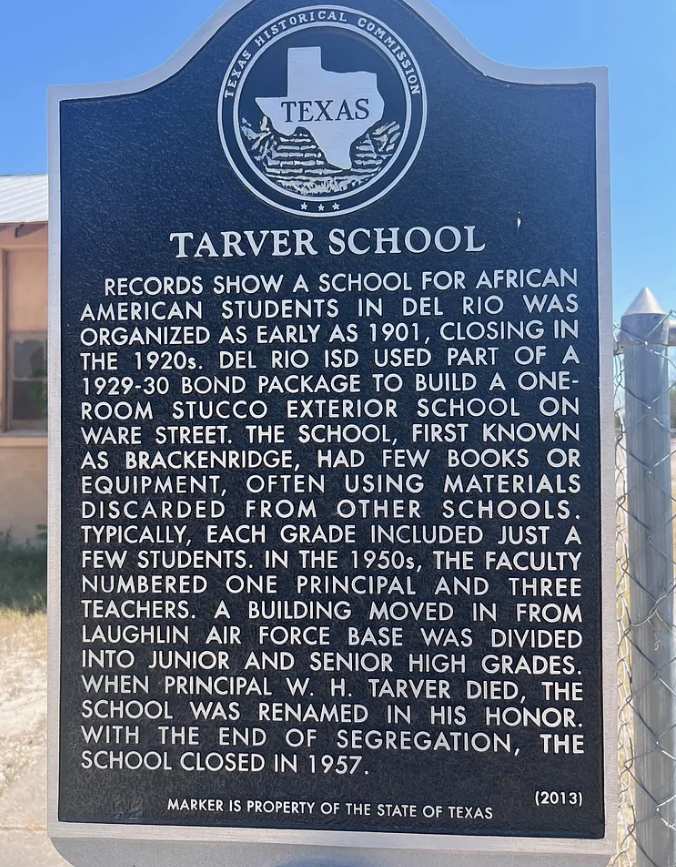 TEXAS HISTORICAL COMMISSION
TEXAS
TARVER SCHOOL
RECORDS SHOW A SCHOOL FOR AFRICAN
AMERICAN STUDENTS IN DEL RIO WAS
ORGANIZED AS EARLY AS 1901, CLOSING IN
THE 1920s. DEL RIO ISD USED PART OF A
1929-30 BOND PACKAGE TO BUILD A ONE-
ROOM STUCCO EXTERIOR SCHOOL ON
WARE STREET. THE SCHOOL, FIRST KNOWN
AS BRACKENRIDGE, HAD FEW BOOKS OR
EQUIPMENT, OFTEN USING MATERIALS
DISCARDED FROM OTHER SCHOOLS.
TYPICALLY, EACH GRADE INCLUDED JUST A
FEW STUDENTS. IN THE 1950s, THE FACULTY
NUMBERED ONE PRINCIPAL AND THREE
TEACHERS. A BUILDING MOVED IN FROM
LAUGHLIN AIR FORCE BASE WAS DIVIDED
INTO JUNIOR AND SENIOR HIGH GRADES.
WHEN PRINCIPAL W. H. TARVER DIED, THE
SCHOOL WAS RENAMED IN HIS HONOR.
WITH THE END OF SEGREGATION, THE
SCHOOL CLOSED IN 1957.
(2013)
MARKER IS PROPERTY OF THE STATE OF TEXAS